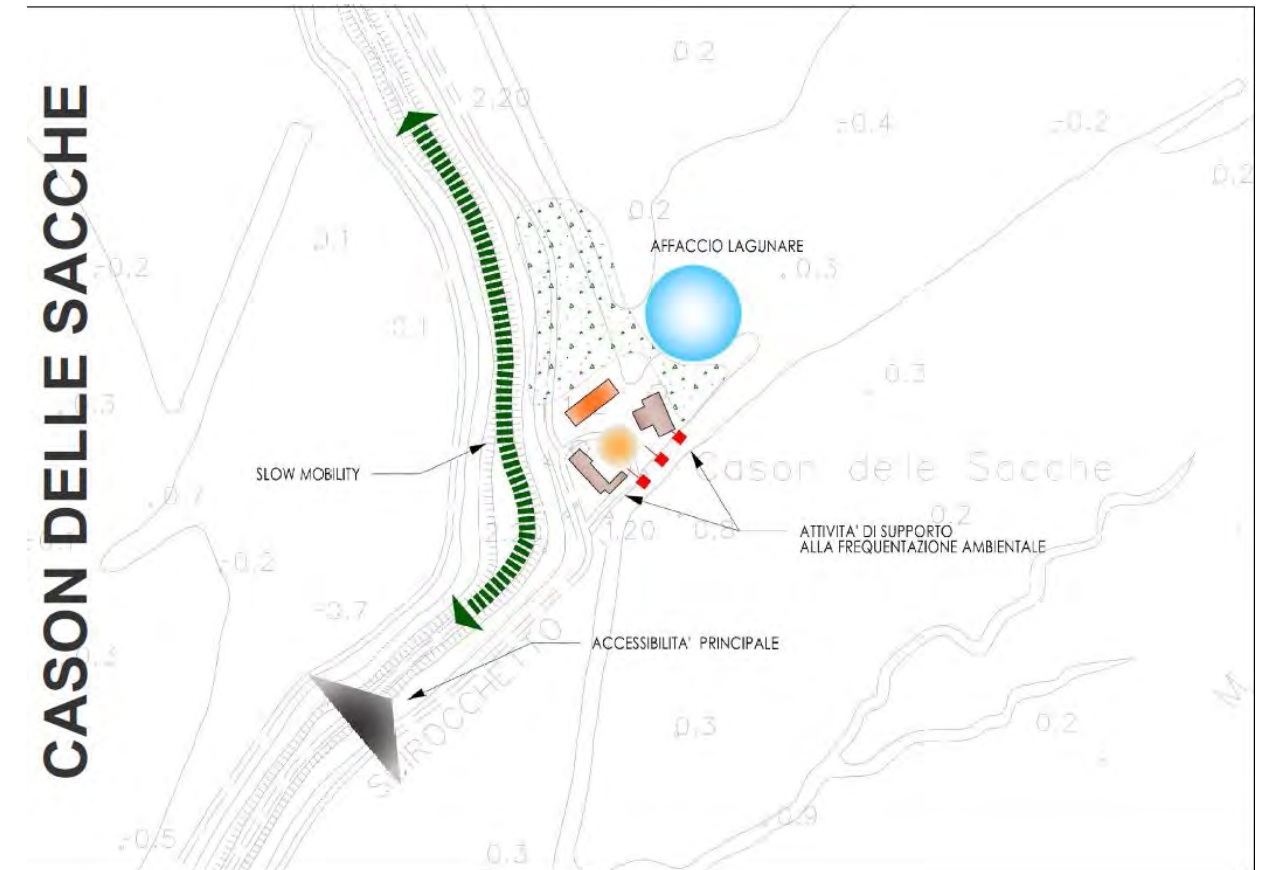 CASON DELLE SACCHE
0.2
2.20
-0.4
-0.2
0.2
0.2
0.1
AFFACCIO LAGUNARE
-0.2
0.3
0.1
0.3
SLOW MOBILITY
Cason dele Sacche
0.7
1.20
0.8
0.2
ATTIVITA' DI SUPPORTO
ALLA FREQUENTAZIONE AMBIENTALE
-0.2
-0.7
ACCESSIBILITA' PRINCIPALE
0.3
0.2
M
-0.5
0.3
0.9